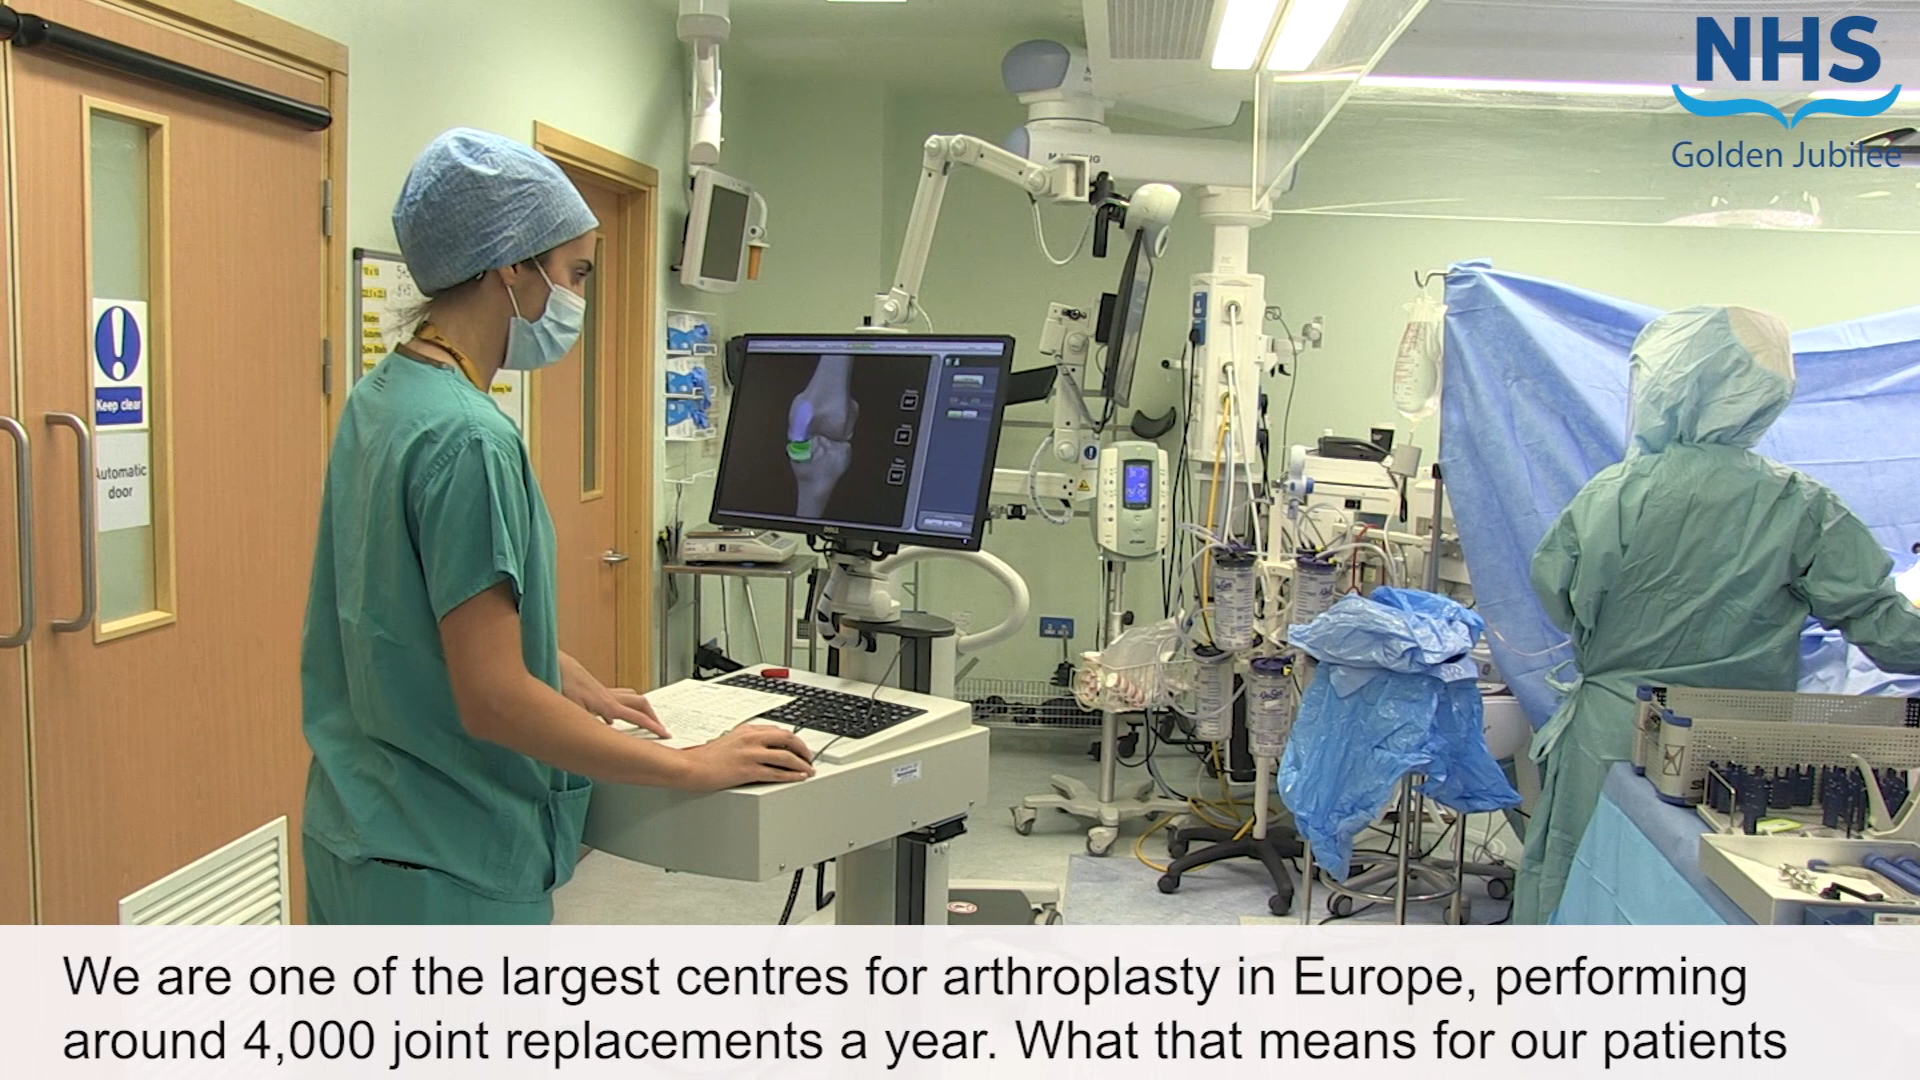 NHS
Golden Jubilee
Keep clear
Automatic
door
DELL
We are one of the largest centres for arthroplasty in Europe, performing
around 4,000 joint replacements a year. What that means for our patients